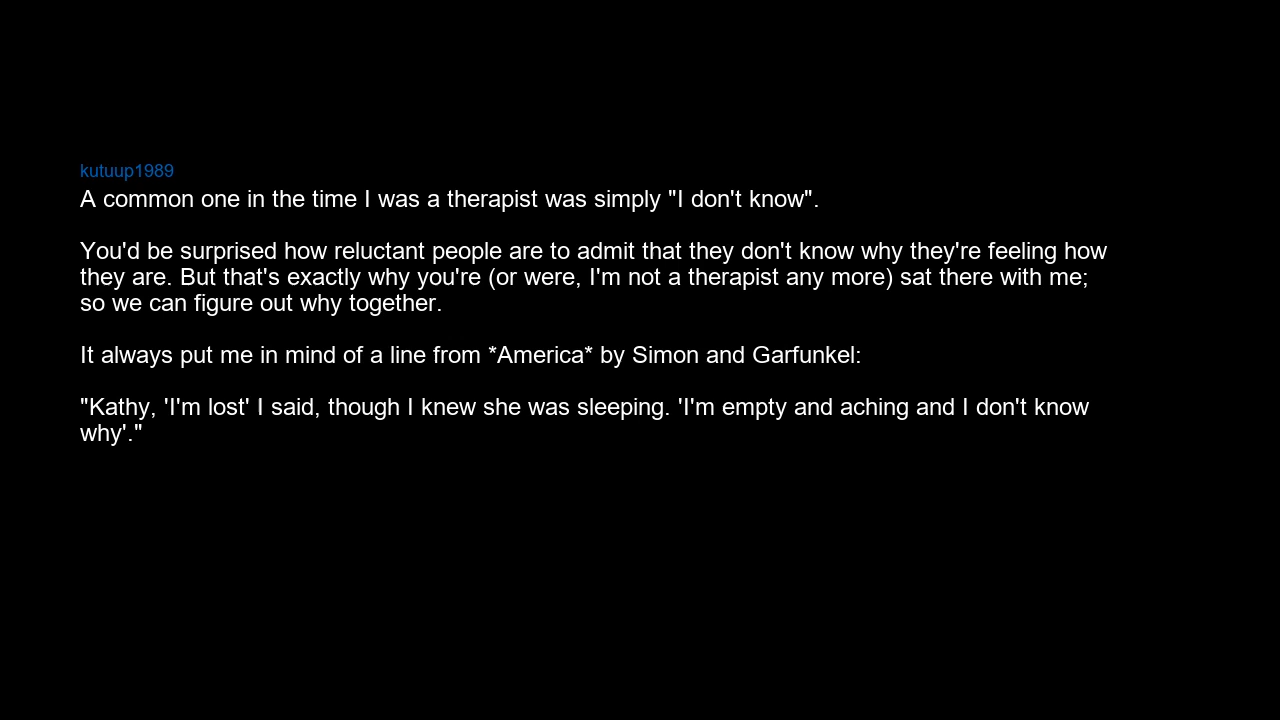 kutuup1989
A common one in the time I was a therapist was simply "I don't know".
You'd be surprised how reluctant people are to admit that they don't know why they're feeling how
they are. But that's exactly why you're (or were, I'm not a therapist any more) sat there with me;
so we can figure out why together.
It always put me in mind of a line from *America* by Simon and Garfunkel:
"Kathy, 'I'm lost' I said, though I knew she was sleeping. 'I'm empty and aching and I don't know
why'."